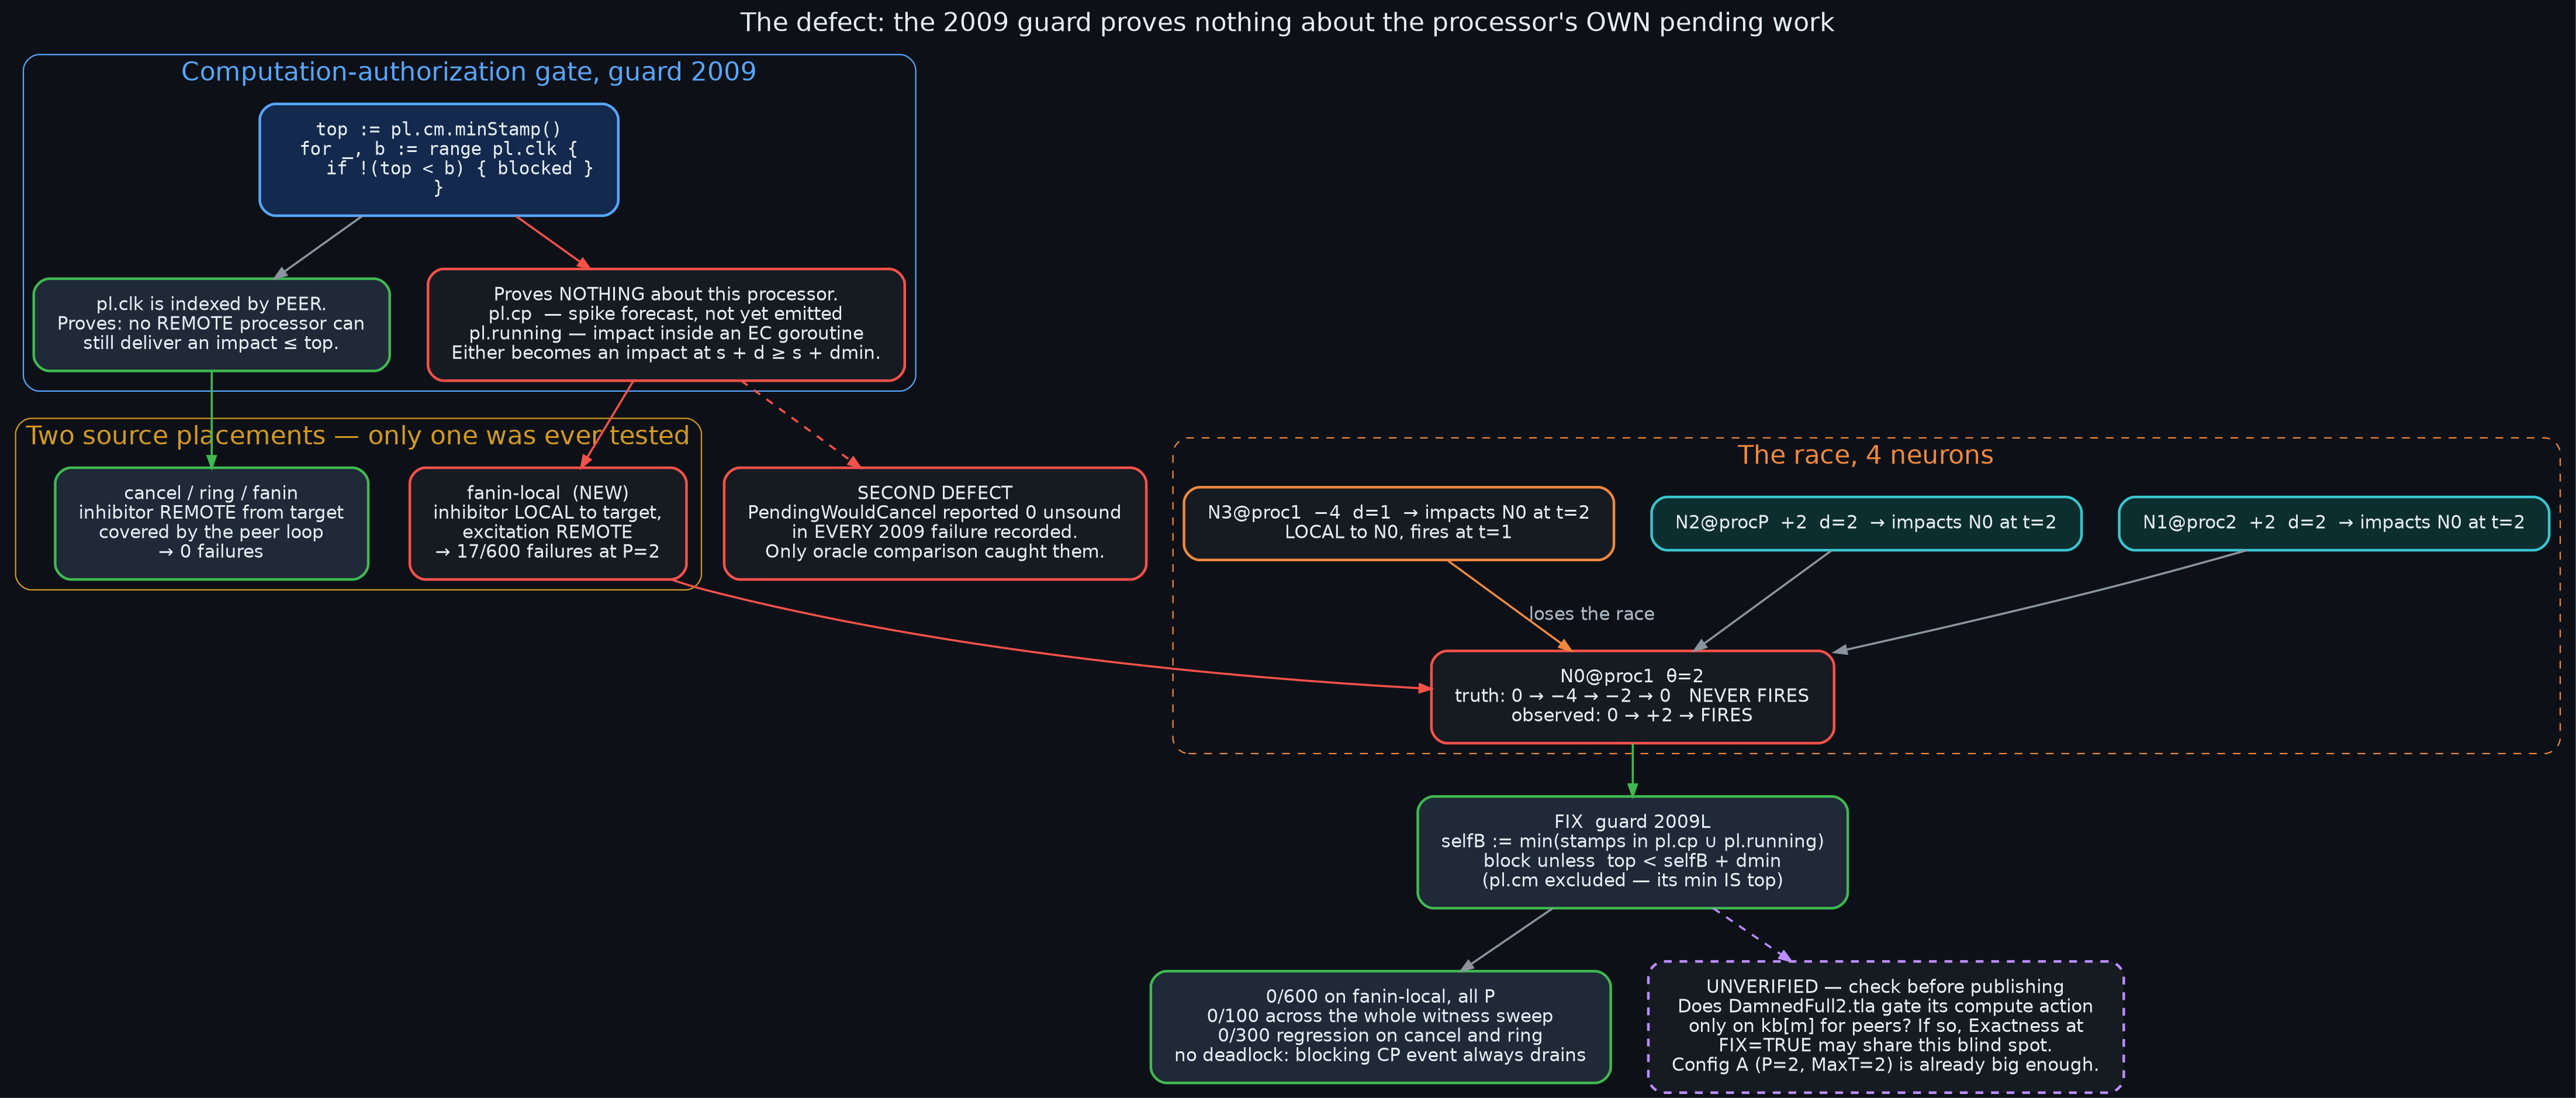 The defect: the 2009 guard proves nothing about the processor's OWN pending work
Computation-authorization gate, guard 2009
top := pl.cm.minStamp()
for _, b := range pl.clk {
if !(top < b) { blocked }
}
pl.clk is indexed by PEER.
Proves: no REMOTE processor can
still deliver an impact ≤ top.
Proves NOTHING about this processor.
pl.cp — spike forecast, not yet emitted
pl.running — impact inside an EC goroutine
Either becomes an impact at s + d ≥ s + dmin.
Two source placements — only one was ever tested
cancel / ring / fanin
inhibitor REMOTE from target
covered by the peer loop
→ 0 failures
fanin-local (NEW)
inhibitor LOCAL to target,
excitation REMOTE
→ 17/600 failures at P=2
SECOND DEFECT
PendingWouldCancel reported 0 unsound
in EVERY 2009 failure recorded.
Only oracle comparison caught them.
The race, 4 neurons
N3@proc1 −4 d=1 → impacts N0 at t=2
LOCAL to N0, fires at t=1
N2@procP +2 d=2 → impacts N0 at t=2
N1@proc2 +2 d=2 → impacts N0 at t=2
loses the race
N0@proc1 θ=2
truth: 0 → −4 → −2 → 0 NEVER FIRES
observed: 0 → +2 → FIRES
FIX guard 2009L
selfB := min(stamps in pl.cp ∪ pl.running)
block unless top < selfB + dmin
(pl.cm excluded — its min IS top)
0/600 on fanin-local, all P
0/100 across the whole witness sweep
0/300 regression on cancel and ring
no deadlock: blocking CP event always drains
UNVERIFIED — check before publishing
Does DamnedFull2.tla gate its compute action
only on kb[m] for peers? If so, Exactness at
FIX=TRUE may share this blind spot.
Config A (P=2, MaxT=2) is already big enough.